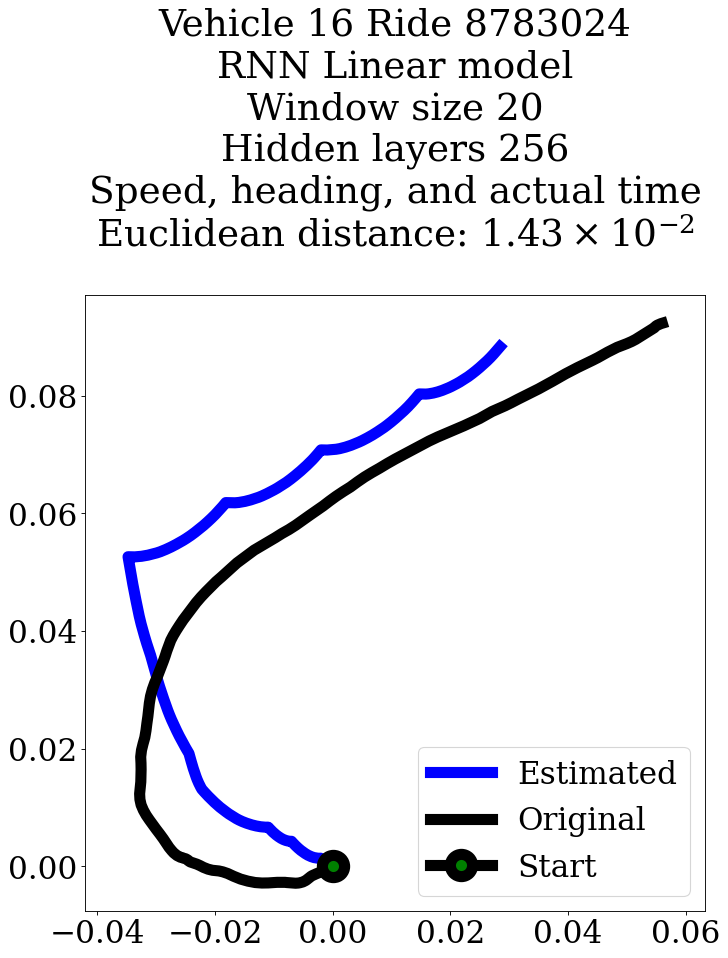 Vehicle 16 Ride 8783024
RNN Linear model
Window size 20
Hidden layers 256
Speed, heading, and actual time
Euclidean distance: 1.43 × 10⁻²
0.08
0.06
0.04
0.02
0.00
Estimated
Original
Start
−0.04 −0.02 0.00 0.02 0.04 0.06